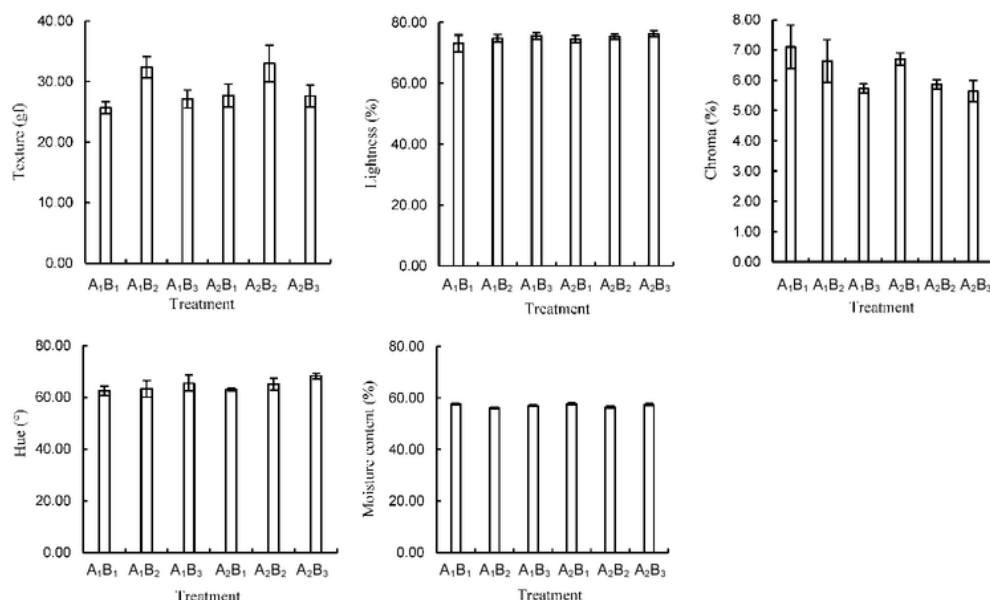 Texture (gf)
40.00
30.00
20.00
10.00
0.00
A₁B₁ A₁B₂ A₁B₃ A₂B₁ A₂B₂ A₂B₃
Treatment
Lightness (%)
80.00
60.00
40.00
20.00
0.00
A₁B₁ A₁B₂ A₁B₃ A₂B₁ A₂B₂ A₂B₃
Treatment
Chroma (%)
8.00
7.00
6.00
5.00
4.00
3.00
2.00
1.00
0.00
A₁B₁ A₁B₂ A₁B₃ A₂B₁ A₂B₂ A₂B₃
Treatment
Hue (°)
80.00
60.00
40.00
20.00
0.00
A₁B₁ A₁B₂ A₁B₃ A₂B₁ A₂B₂ A₂B₃
Treatment
Moisture content (%)
80.00
60.00
40.00
20.00
0.00
A₁B₁ A₁B₂ A₁B₃ A₂B₁ A₂B₂ A₂B₃
Treatment